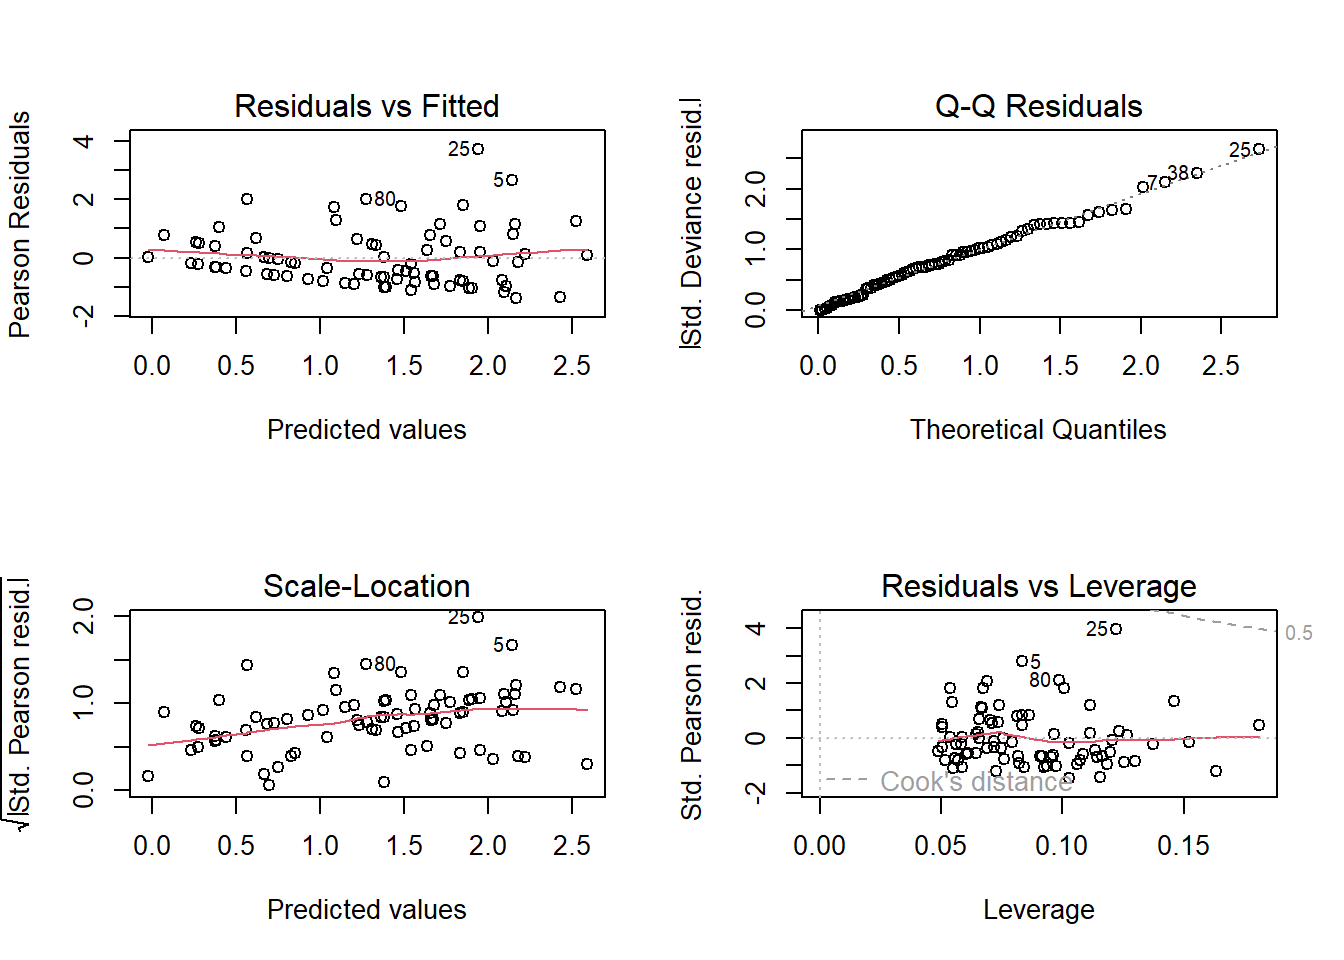 Residuals vs Fitted
Pearson Residuals
4
2
0
-2
25
5
80
0.0 0.5 1.0 1.5 2.0 2.5
Predicted values
Q-Q Residuals
|Std. Deviance resid.|
2.0
1.0
0.0
25
38
7
0.0 0.5 1.0 1.5 2.0 2.5
Theoretical Quantiles
Scale-Location
√|Std. Pearson resid.|
2.0
1.0
0.0
25
5
80
0.0 0.5 1.0 1.5 2.0 2.5
Predicted values
Residuals vs Leverage
Std. Pearson resid.
4
2
0
-2
25
5
80
0.5
Cook's distance
0.00 0.05 0.10 0.15
Leverage